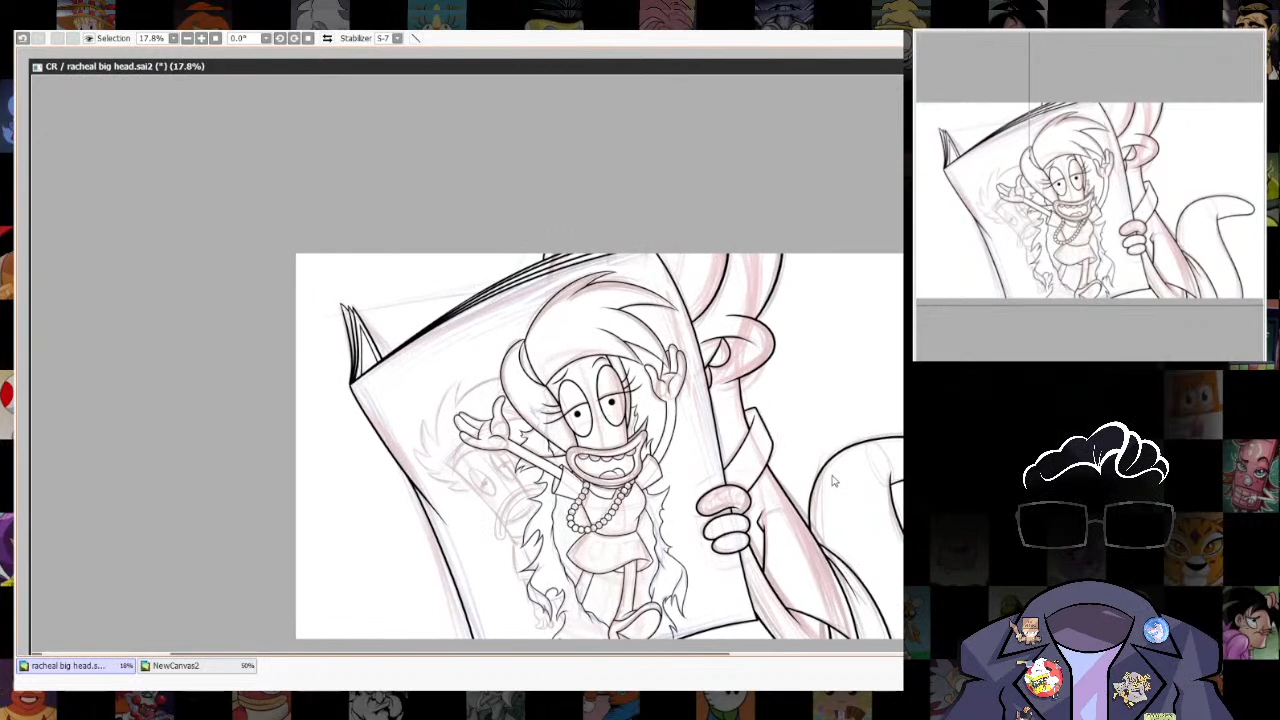 Selection 17.8% 0.0° Stabilizer S-7
CR / racheal big head.sai2 (*) (17.8%)
racheal big head.s... 18% NewCanvas2 50%